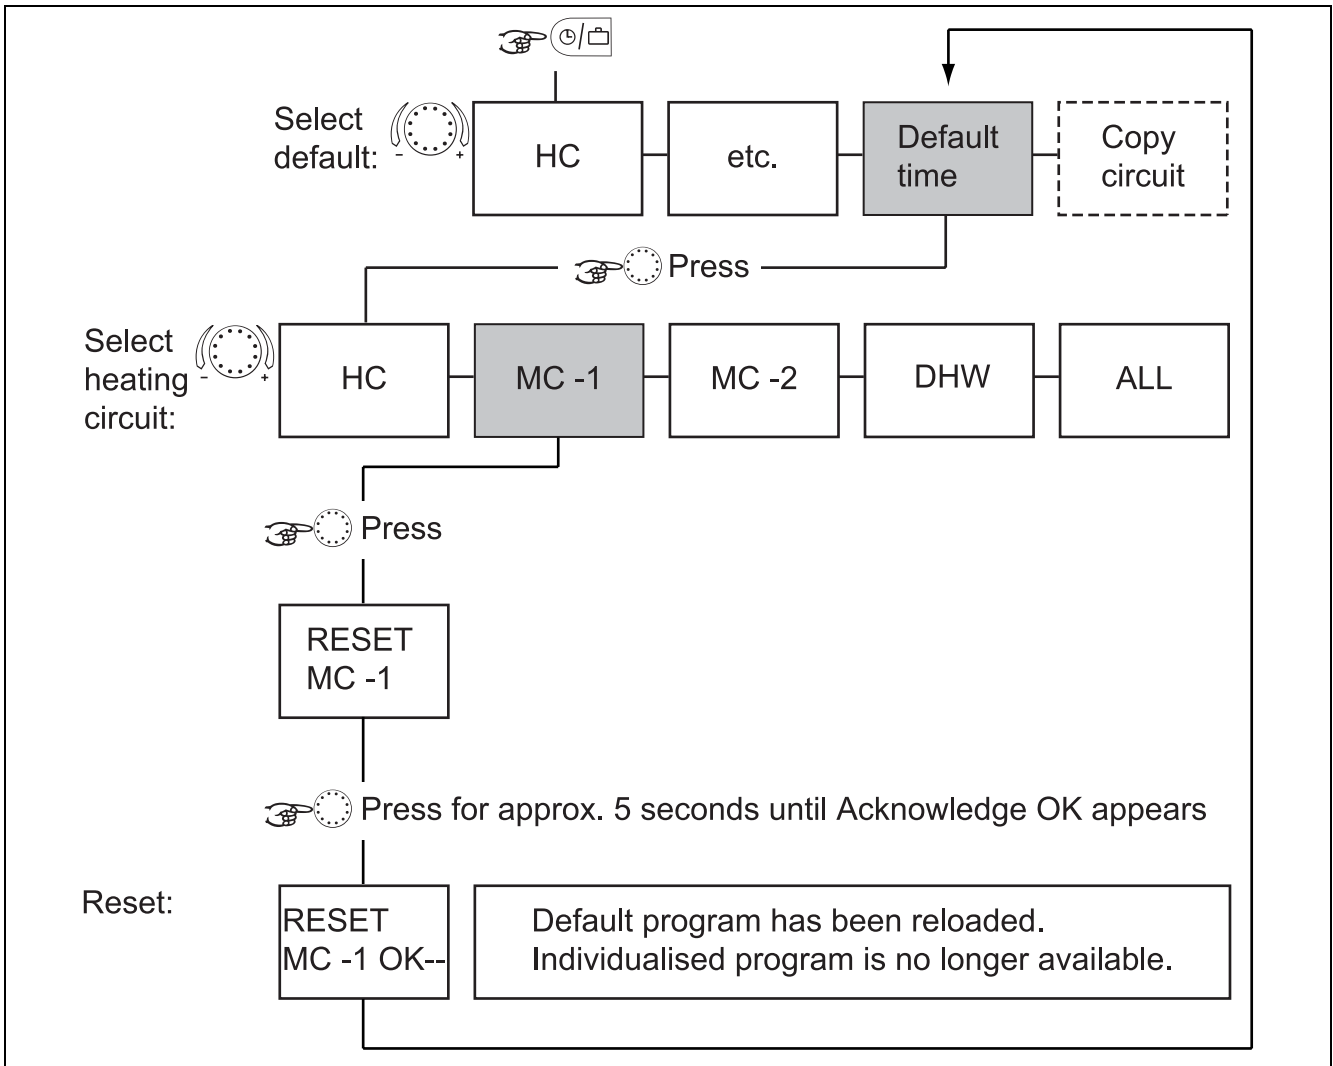 Select
default:
- +
HC
etc.
Default
time
Copy
circuit
Press
Select
heating
circuit:
- +
HC
MC -1
MC -2
DHW
ALL
Press
RESET
MC -1
Press for approx. 5 seconds until Acknowledge OK appears
Reset:
RESET
MC -1 OK--
Default program has been reloaded.
Individualised program is no longer available.